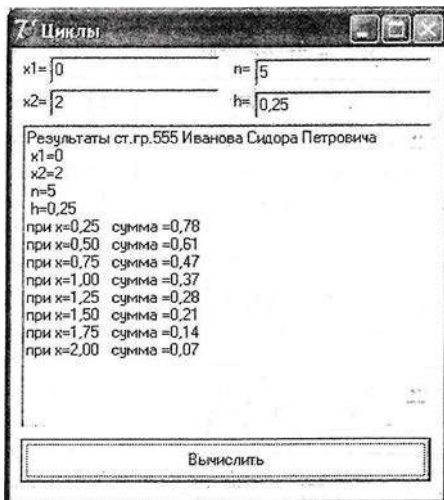 Циклы
x1= 0 n= 5
x2= 2 h= 0,25
Результаты ст.гр.555 Иванова Сидора Петровича
x1=0
x2=2
n=5
h=0,25
при x=0,25 сумма =0,78
при x=0,50 сумма =0,61
при x=0,75 сумма =0,47
при x=1,00 сумма =0,37
при x=1,25 сумма =0,28
при x=1,50 сумма =0,21
при x=1,75 сумма =0,14
при x=2,00 сумма =0,07
Вычислить